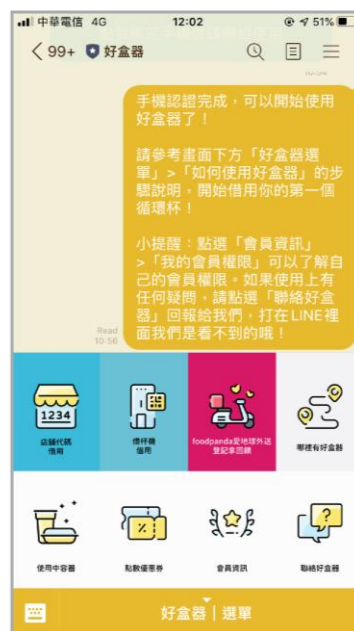 中華電信 4G 12:02 51%
99+ 好盒器
手機認證完成，可以開始使用
好盒器了！
請參考畫面下方「好盒器選
單」>「如何使用好盒器」的步
驟說明，開始借用你的第一個
循環杯！
小提醒：點選「會員資訊」
>「我的會員權限」可以了解自
己的會員權限。如果使用上有
任何疑問，請點選「聯絡好盒
器」回報給我們，打在LINE裡
面我們是看不到的哦！
Read
10:56
1234
店鋪代碼
借用
借杯機
借用
foodpanda愛地球外送
登記拿回饋
哪裡有好盒器
使用中容器
點數優惠券
會員資訊
聯絡好盒器
好盒器｜選單